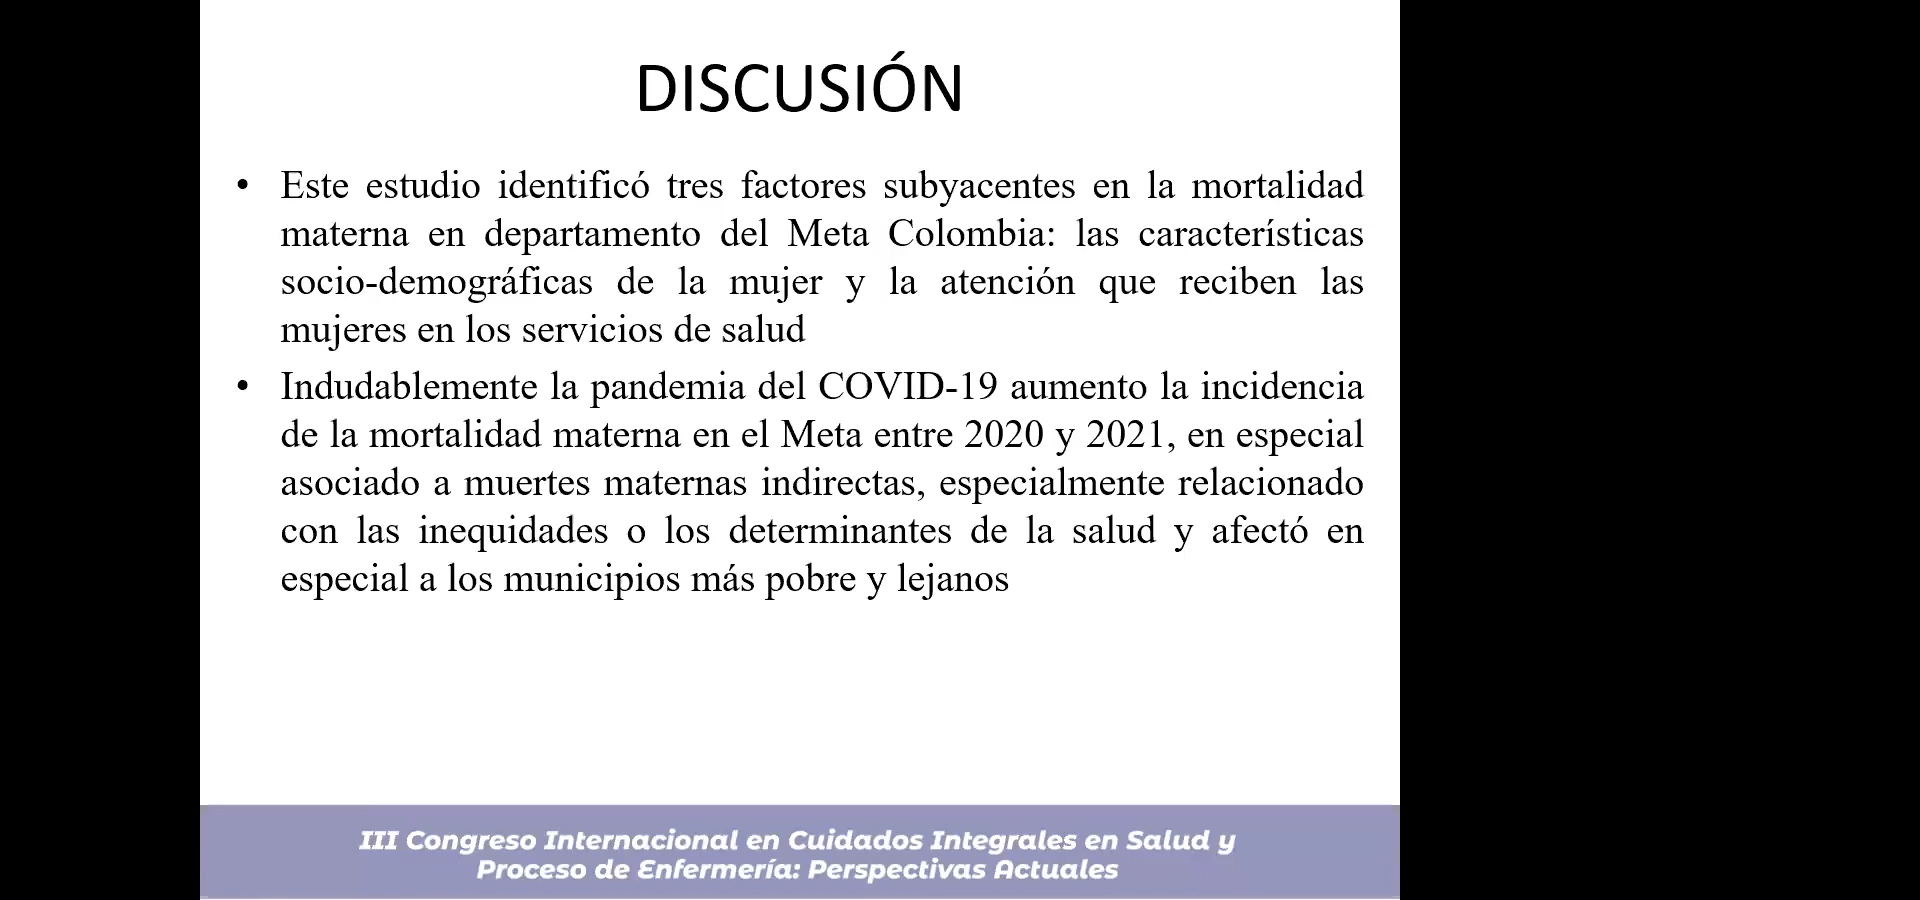 DISCUSIÓN
• Este estudio identificó tres factores subyacentes en la mortalidad
materna en departamento del Meta Colombia: las características
socio-demográficas de la mujer y la atención que reciben las
mujeres en los servicios de salud
• Indudablemente la pandemia del COVID-19 aumento la incidencia
de la mortalidad materna en el Meta entre 2020 y 2021, en especial
asociado a muertes maternas indirectas, especialmente relacionado
con las inequidades o los determinantes de la salud y afectó en
especial a los municipios más pobre y lejanos
III Congreso Internacional en Cuidados Integrales en Salud y
Proceso de Enfermería: Perspectivas Actuales